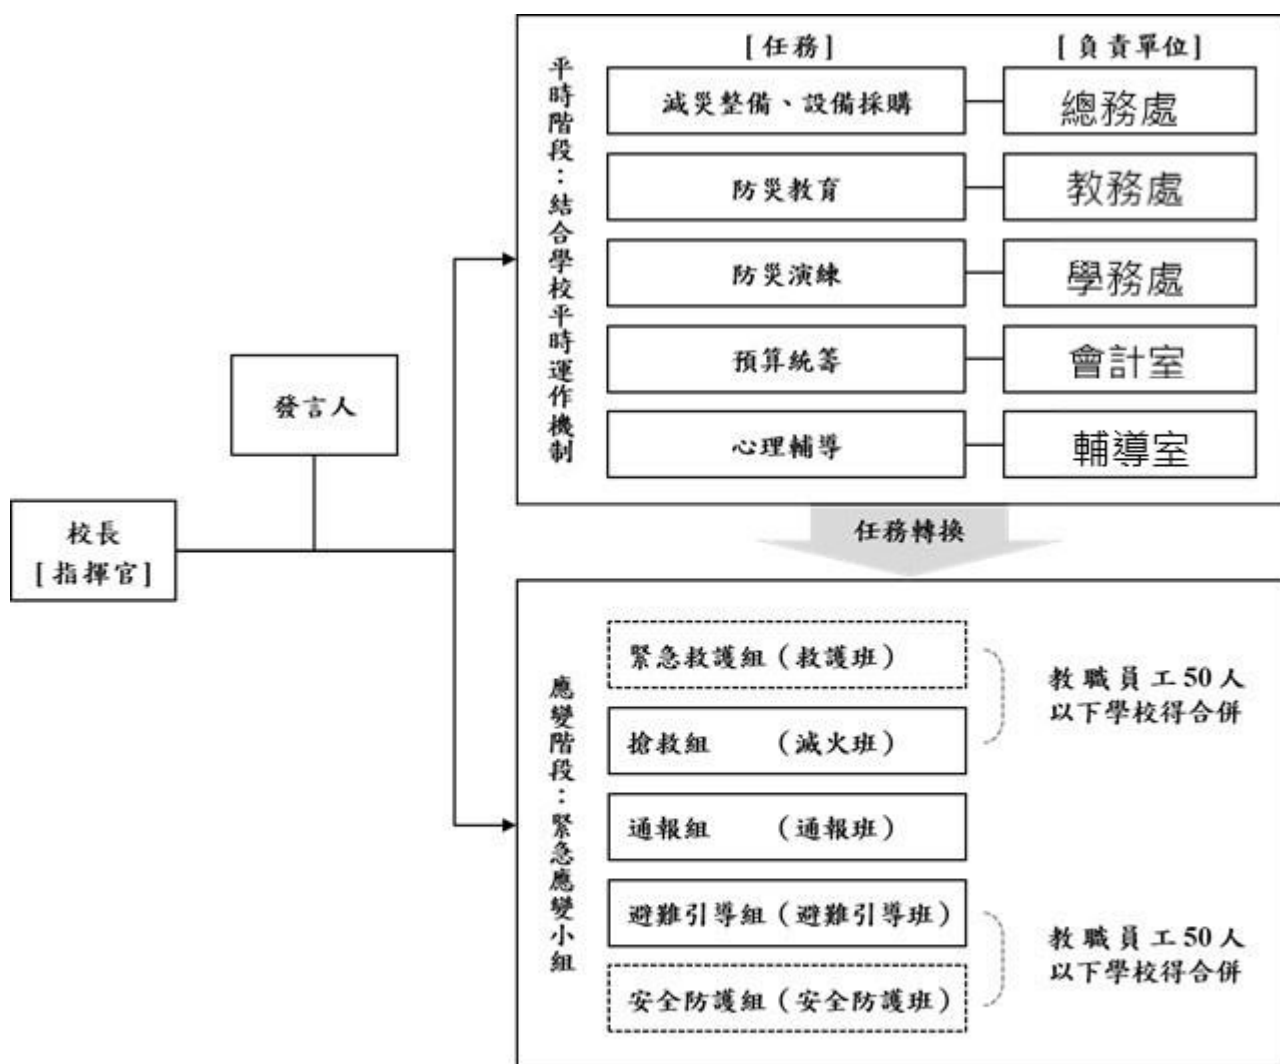 校長
[指揮官]
發言人
平時階段：結合學校平時運作機制
[任務]
[負責單位]
減災整備、設備採購
總務處
防災教育
教務處
防災演練
學務處
預算統籌
會計室
心理輔導
輔導室
任務轉換
應變階段：緊急應變小組
緊急救護組（救護班）
搶救組　　（滅火班）
教職員工50人
以下學校得合併
通報組　　（通報班）
避難引導組（避難引導班）
安全防護組（安全防護班）
教職員工50人
以下學校得合併